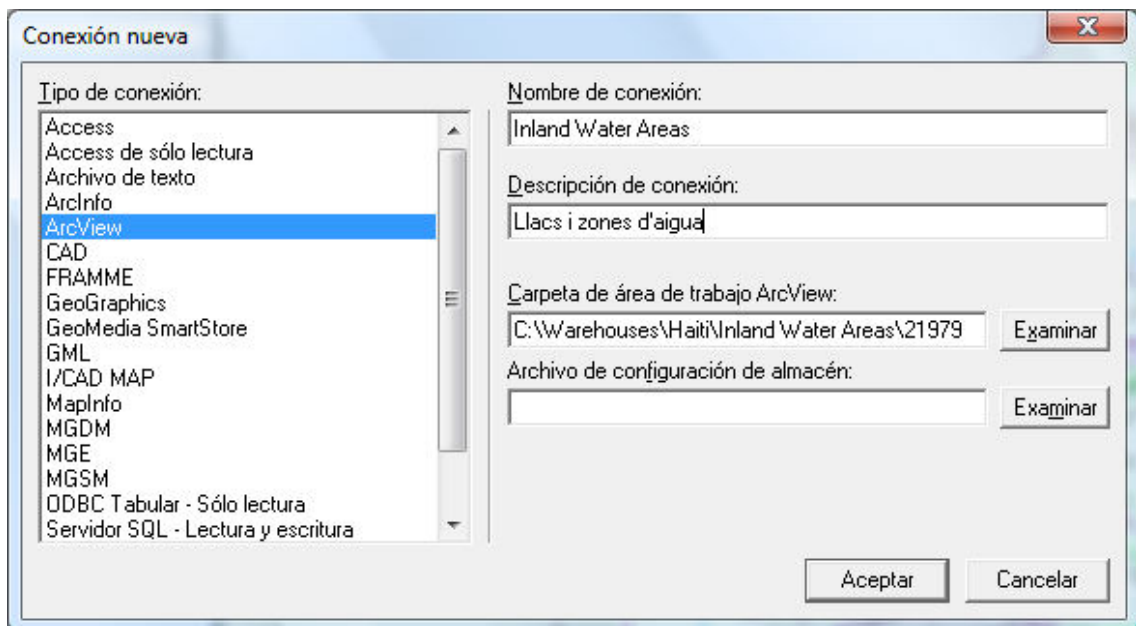 Conexión nueva
Tipo de conexión:
Access
Access de sólo lectura
Archivo de texto
ArcInfo
ArcView
CAD
FRAMME
GeoGraphics
GeoMedia SmartStore
GML
I/CAD MAP
MapInfo
MGDM
MGE
MGSM
ODBC Tabular - Sólo lectura
Servidor SQL - Lectura y escritura
Nombre de conexión:
Inland Water Areas
Descripción de conexión:
Llacs i zones d'aigua
Carpeta de área de trabajo ArcView:
C:\Warehouses\Haiti\Inland Water Areas\21979
Examinar
Archivo de configuración de almacén:
Examinar
Aceptar
Cancelar